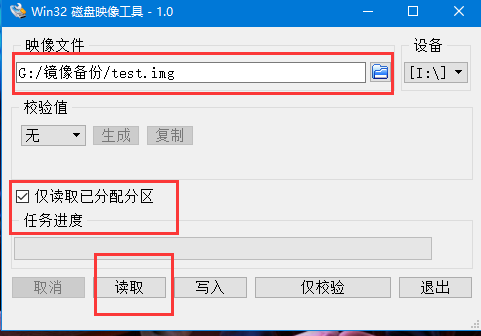 Win32 磁盘映像工具 - 1.0
映像文件
设备
G:/镜像备份/test.img
[I:\]
校验值
无
生成
复制
仅读取已分配分区
任务进度
取消
读取
写入
仅校验
退出